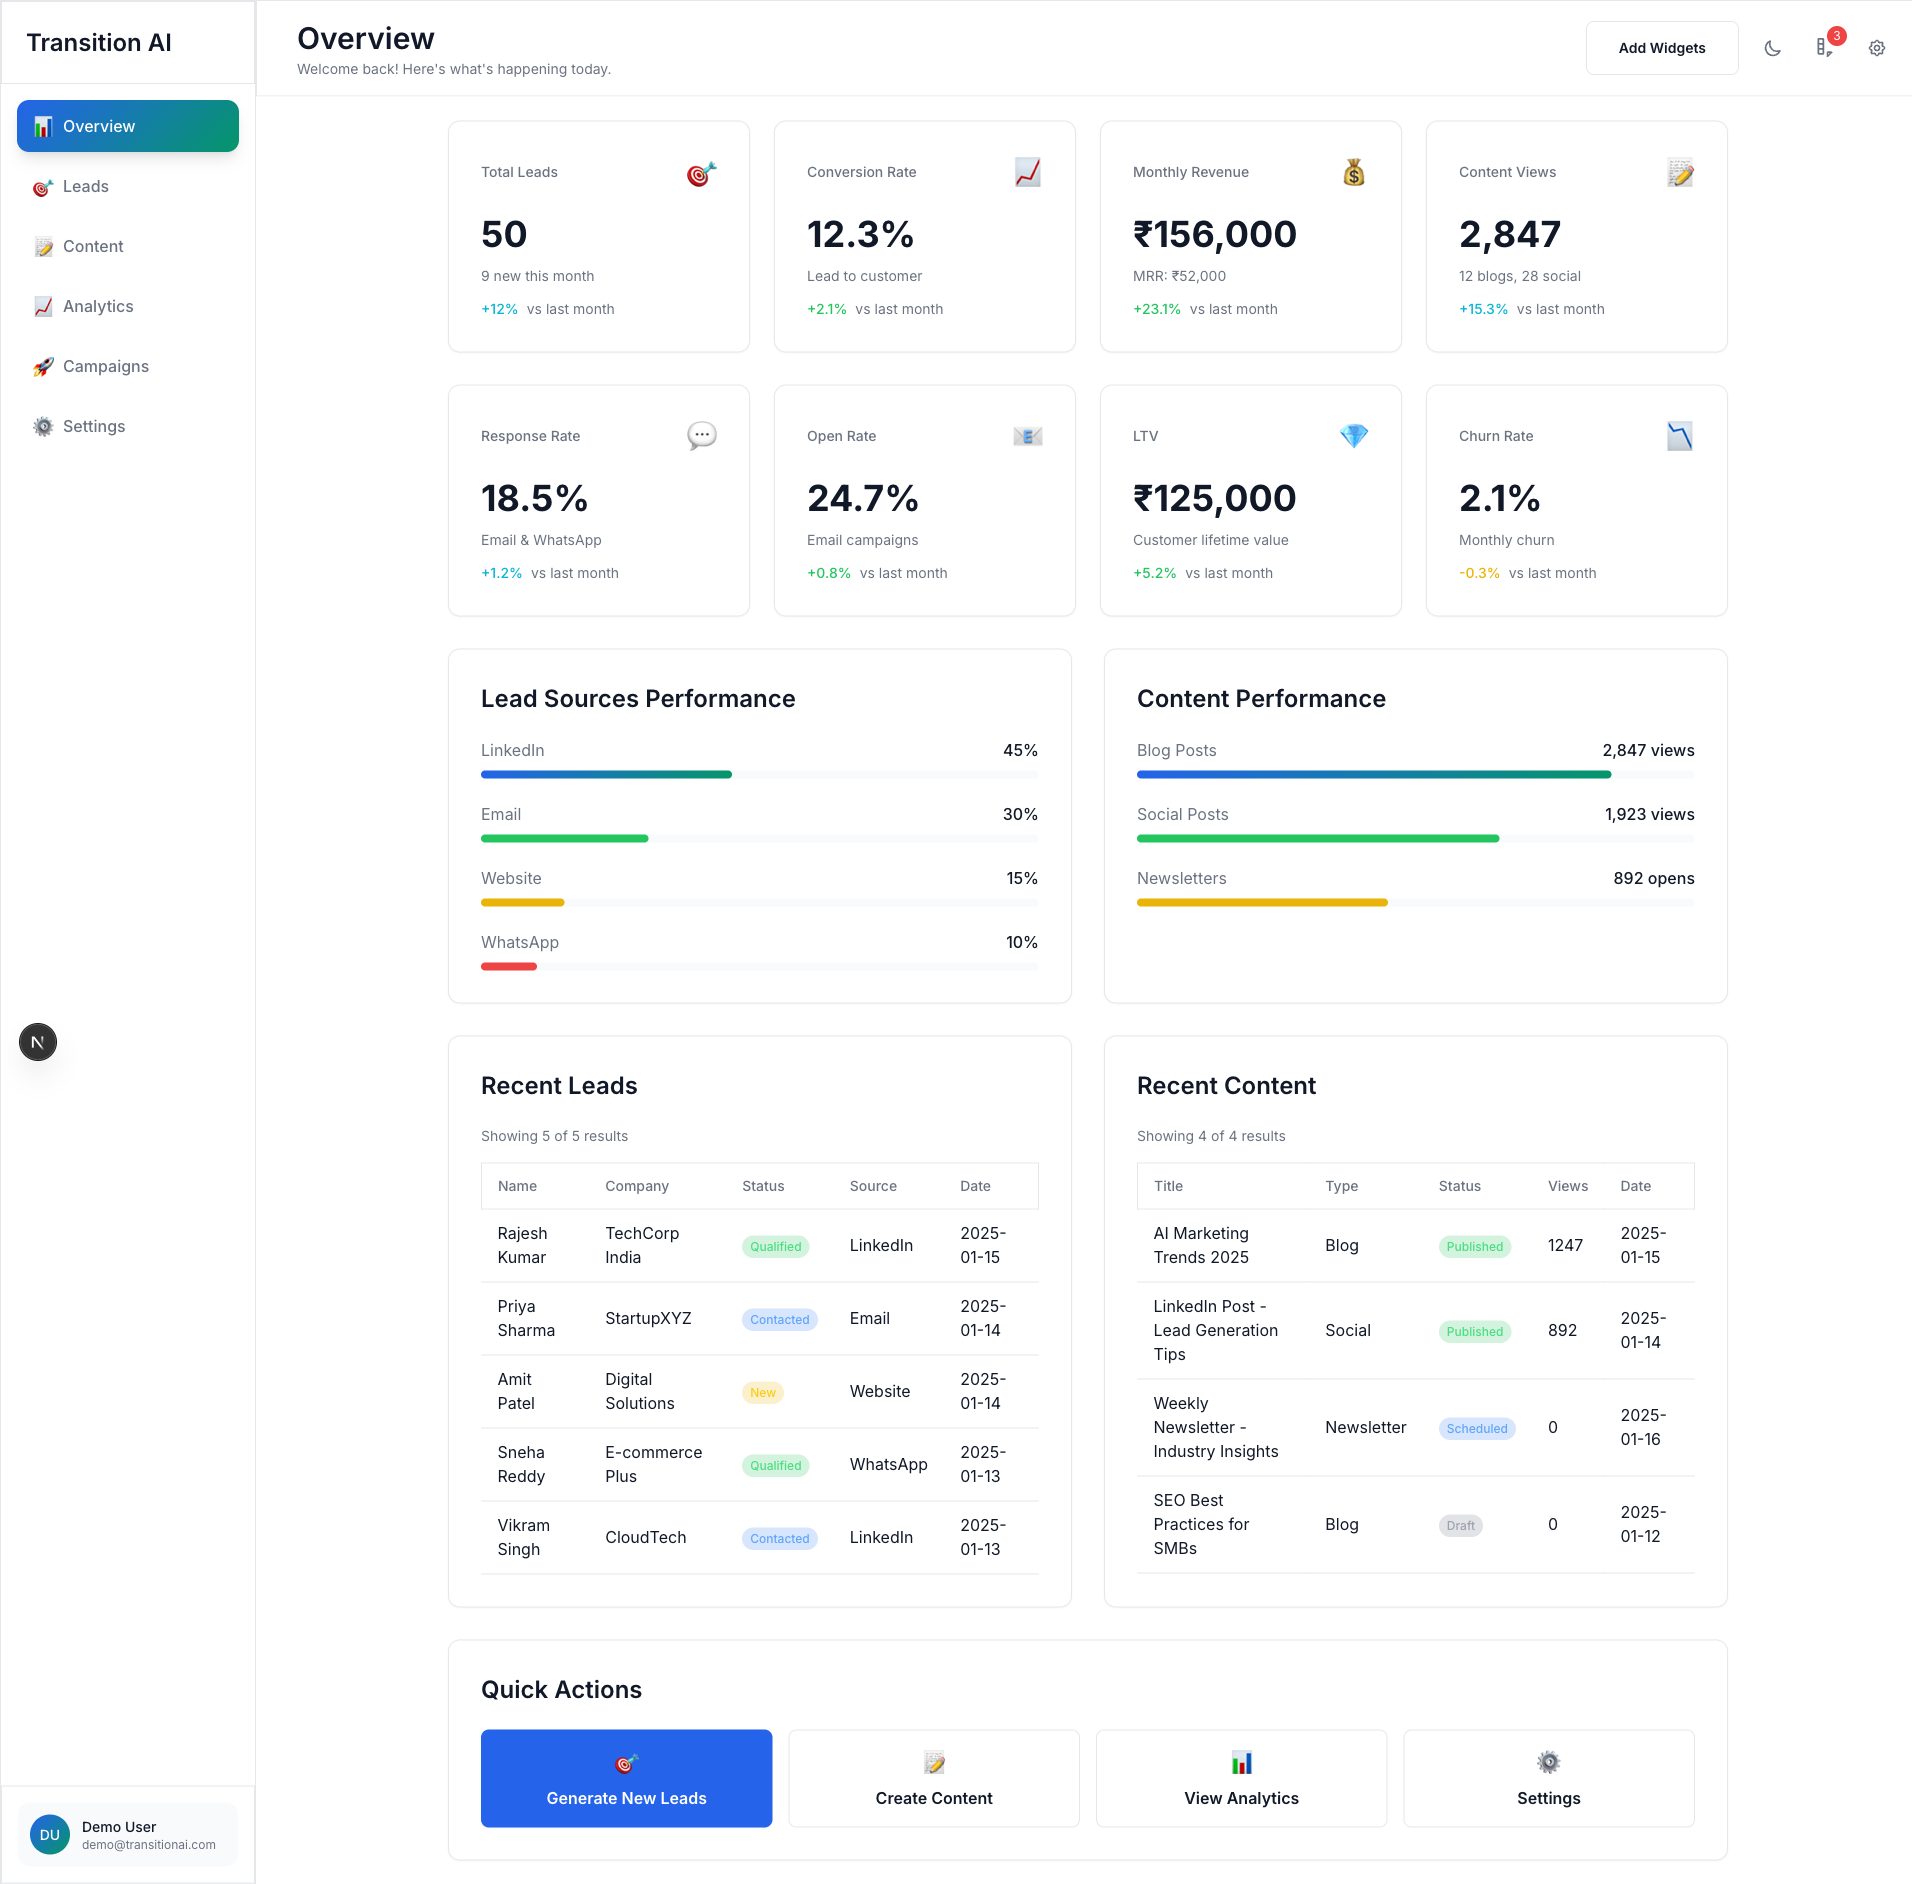 Transition AI
Overview
Leads
Content
Analytics
Campaigns
Settings
N
DU
Demo User
demo@transitionai.com
Overview
Welcome back! Here's what's happening today.
Add Widgets
3
Total Leads
50
9 new this month
+12% vs last month
Conversion Rate
12.3%
Lead to customer
+2.1% vs last month
Monthly Revenue
₹156,000
MRR: ₹52,000
+23.1% vs last month
Content Views
2,847
12 blogs, 28 social
+15.3% vs last month
Response Rate
18.5%
Email & WhatsApp
+1.2% vs last month
Open Rate
24.7%
Email campaigns
+0.8% vs last month
LTV
₹125,000
Customer lifetime value
+5.2% vs last month
Churn Rate
2.1%
Monthly churn
-0.3% vs last month
Lead Sources Performance
LinkedIn 45%
Email 30%
Website 15%
WhatsApp 10%
Content Performance
Blog Posts 2,847 views
Social Posts 1,923 views
Newsletters 892 opens
Recent Leads
Showing 5 of 5 results
Name Company Status Source Date
Rajesh Kumar TechCorp India Qualified LinkedIn 2025-01-15
Priya Sharma StartupXYZ Contacted Email 2025-01-14
Amit Patel Digital Solutions New Website 2025-01-14
Sneha Reddy E-commerce Plus Qualified WhatsApp 2025-01-13
Vikram Singh CloudTech Contacted LinkedIn 2025-01-13
Recent Content
Showing 4 of 4 results
Title Type Status Views Date
AI Marketing Trends 2025 Blog Published 1247 2025-01-15
LinkedIn Post - Lead Generation Tips Social Published 892 2025-01-14
Weekly Newsletter - Industry Insights Newsletter Scheduled 0 2025-01-16
SEO Best Practices for SMBs Blog Draft 0 2025-01-12
Quick Actions
Generate New Leads
Create Content
View Analytics
Settings